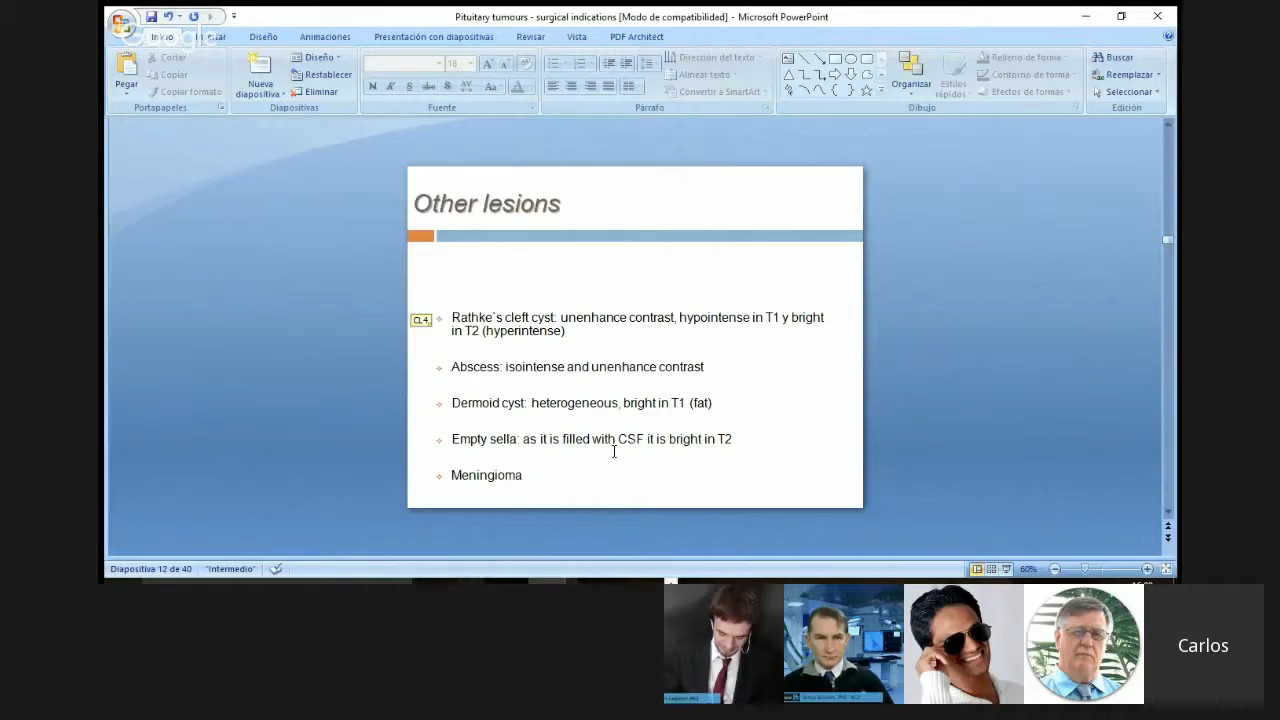 Pituitary tumours - surgical indications [Modo de compatibilidad] - Microsoft PowerPoint
Google
Inicio
Diseño
Animaciones
Presentación con diapositivas
Revisar
Vista
PDF Architect
Cortar
Copiar
Copiar formato
Pegar
Portapapeles
Nueva
diapositiva
Diseño
Restablecer
Eliminar
Diapositivas
18
N K S abc S AV Aa A
Fuente
Párrafo
Dirección del texto
Alinear texto
Convertir a SmartArt
Organizar
Estilos
rápidos
Relleno de forma
Contorno de forma
Efectos de formas
Dibujo
Buscar
Reemplazar
Seleccionar
Edición
Other lesions
CL4
Rathke`s cleft cyst: unenhance contrast, hypointense in T1 y bright
in T2 (hyperintense)
Abscess: isointense and unenhance contrast
Dermoid cyst: heterogeneous, bright in T1 (fat)
Empty sella: as it is filled with CSF it is bright in T2
Meningioma
Diapositiva 12 de 40
"Intermedio"
60%
Carlos